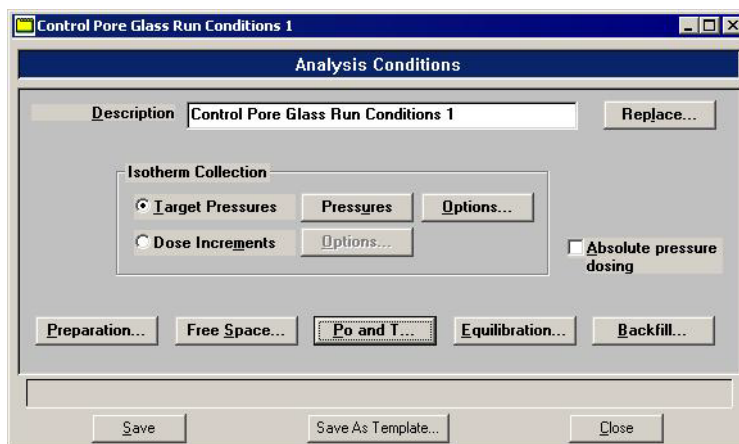 Control Pore Glass Run Conditions 1
Analysis Conditions
Description Control Pore Glass Run Conditions 1 Replace...
Isotherm Collection
Target Pressures Pressures Options...
Dose Increments Options...
Absolute pressure
dosing
Preparation... Free Space... Po and T... Equilibration... Backfill...
Save Save As Template... Close